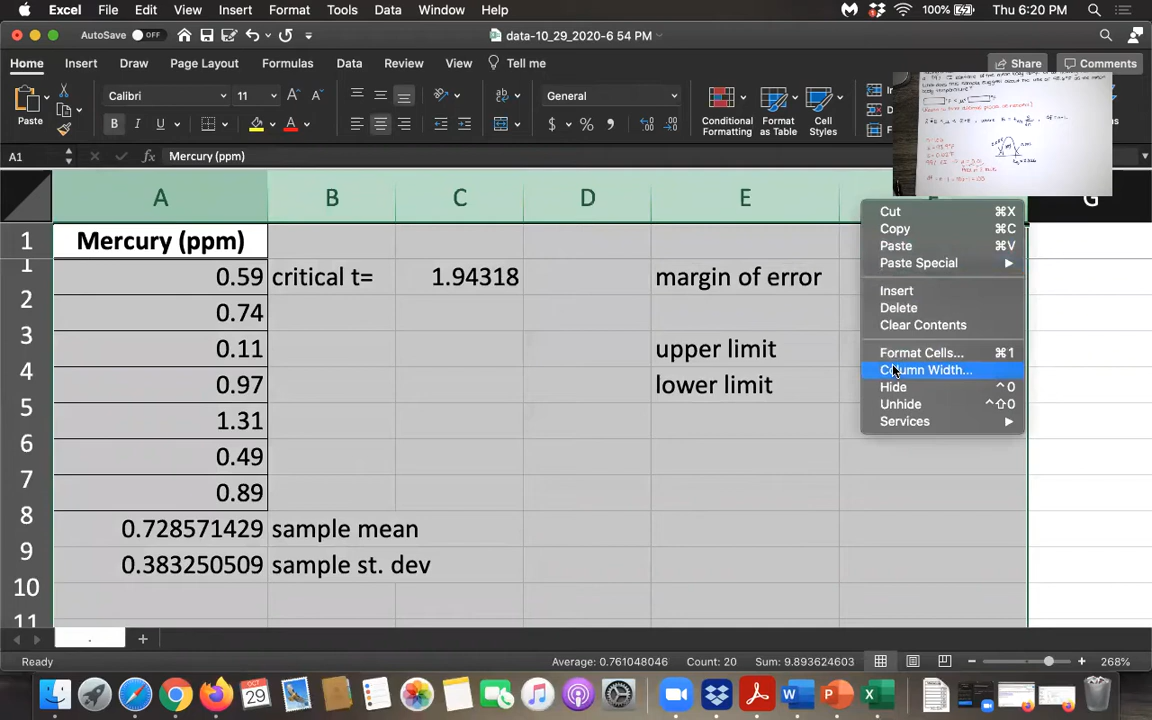 Excel File Edit View Insert Format Tools Data Window Help 100% Thu 6:20 PM
AutoSave OFF data-10_29_2020-6 54 PM
Home Insert Draw Page Layout Formulas Data Review View Tell me Share Comments
Paste Calibri 11 A A General Conditional Formatting Format as Table Cell Styles
B I U A $ % In De Fo
A1 fx Mercury (ppm)
A B C D E G
1 Mercury (ppm)
1 0.59 critical t= 1.94318 margin of error
2 0.74
3 0.11 upper limit
4 0.97 lower limit
5 1.31
6 0.49
7 0.89
8 0.728571429 sample mean
9 0.383250509 sample st. dev
10
11
Cut ⌘X
Copy ⌘C
Paste ⌘V
Paste Special
Insert
Delete
Clear Contents
Format Cells... ⌘1
Column Width...
Hide ^0
Unhide ^⇧0
Services
.
Ready Average: 0.761048046 Count: 20 Sum: 9.893624603 268%
OCT 29